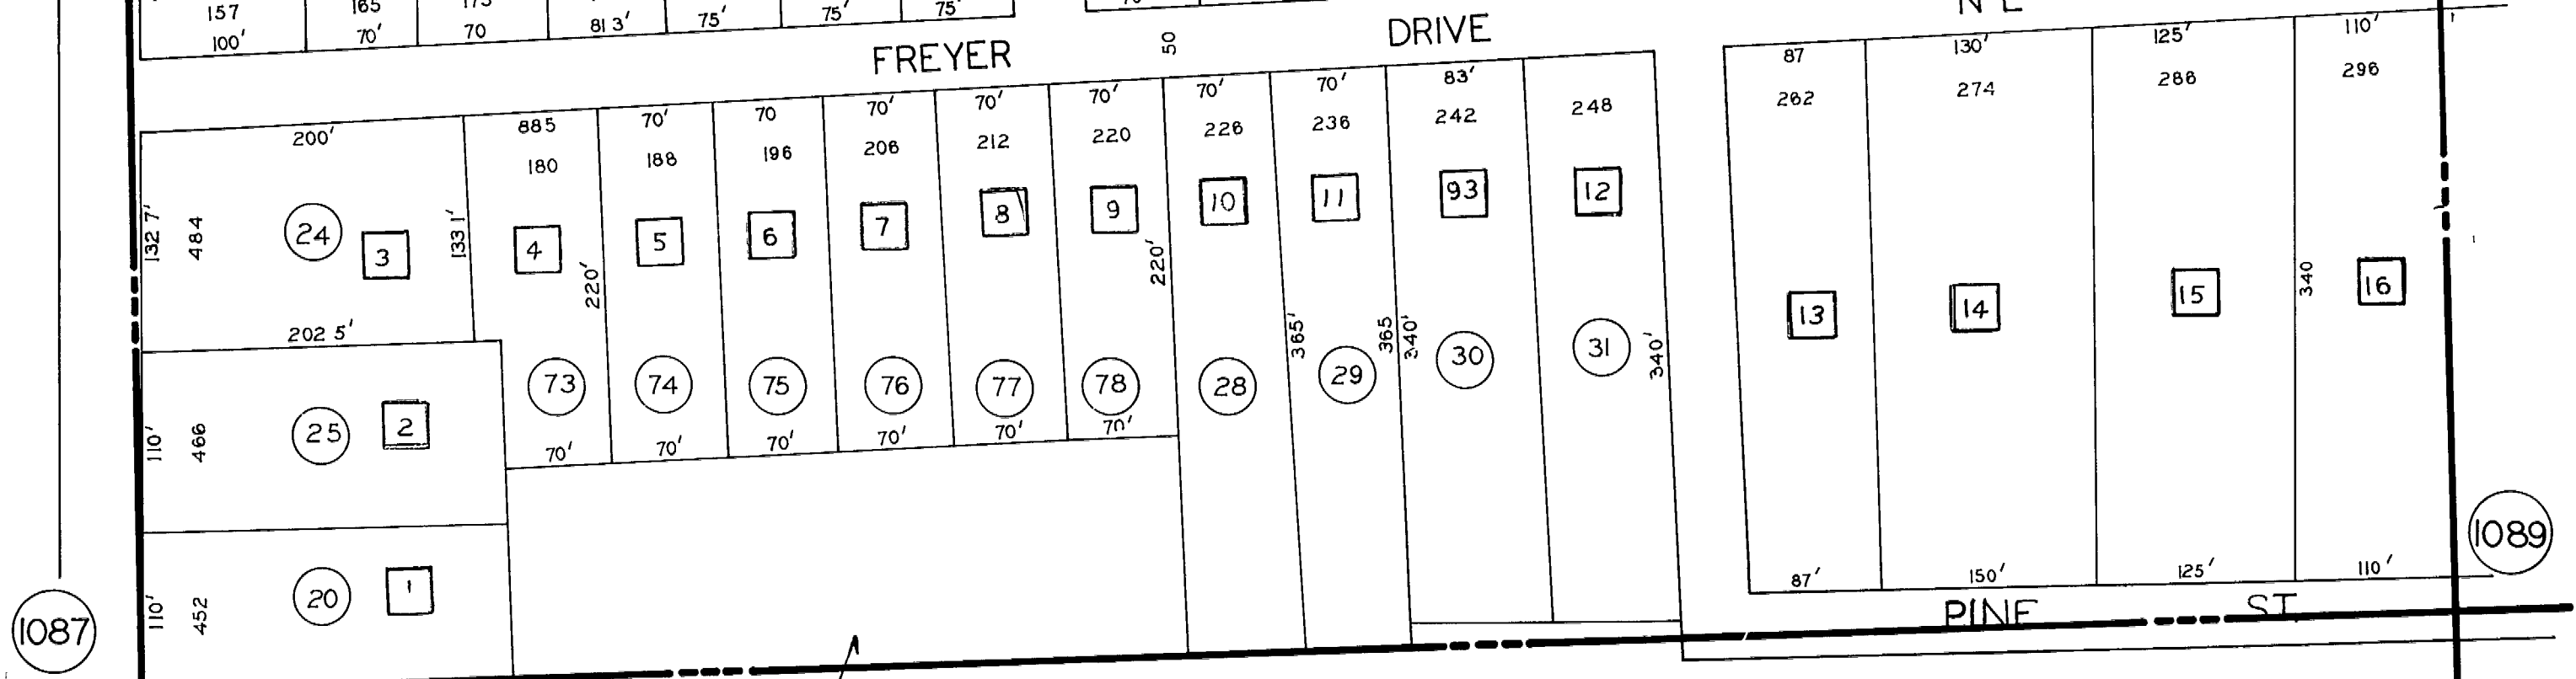 157 165 175
100' 70' 70 81 3' 75' 75' 75'
FREYER 50 DRIVE N E
200' 885 70' 70 70' 70' 70' 70' 70' 83' 87 130' 125' 110'
180 188 196 206 212 220 226 236 242 248 262 274 286 296
132 7' 484 24 3 133 1' 4 220' 5 6 7 8 9 220' 10 11 93 12
13 14 15 340 16
202 5'
365' 365 340' 340'
73 74 75 76 77 78 28 29 30 31
110' 466 25 2
70' 70' 70' 70' 70' 70'
1089
110' 452 20 1
87' 150' 125' 110'
1087
PINE ST